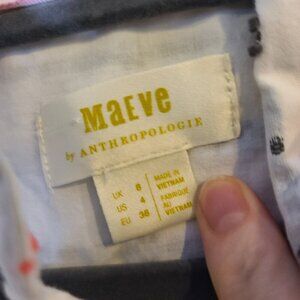 MAEVE
by ANTHROPOLOGIE
UK 8
US 4
EU 36
MADE IN
VIETNAM
FABRIQUÉ
AU
VIETNAM